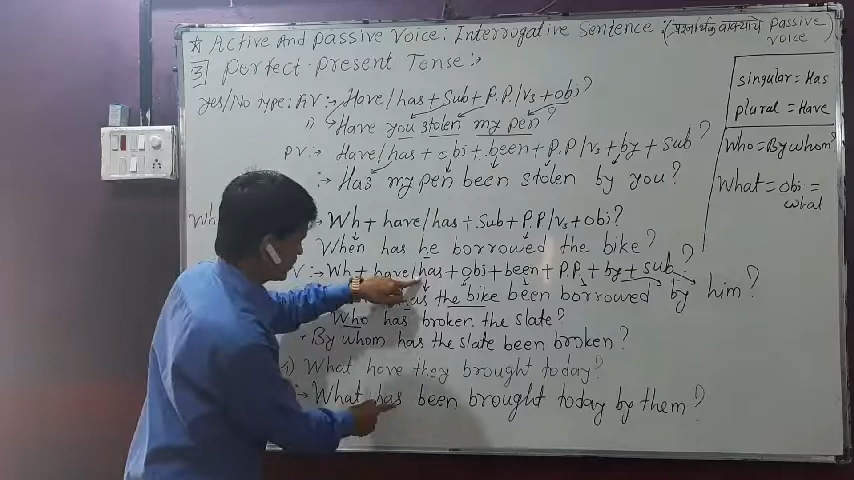 ★ Active And passive Voice: Interrogative Sentence: (प्रश्नार्थक वाक्याचे passive voice)
3] perfect present Tense :-
Yes/No type: AV :- Have/has + Sub + P.P/v3 + obj?
i) Have you stolen my pen?
PV :- Have/has + obj + been + P.P/v3 + by + sub?
:- Has my pen been stolen by you?
Wh + have/has + Sub + P.P/v3 + obj?
When has he borrowed the bike?
V :- Wh + have/has + obj + been + P.P. + by + sub?
has the bike been borrowed by him?
Who has broken the slate?
By whom has the slate been broken?
i) What have they brought today?
:- What has been brought today by them?
singular = Has
plural = Have
Who = By whom?
What = obj =